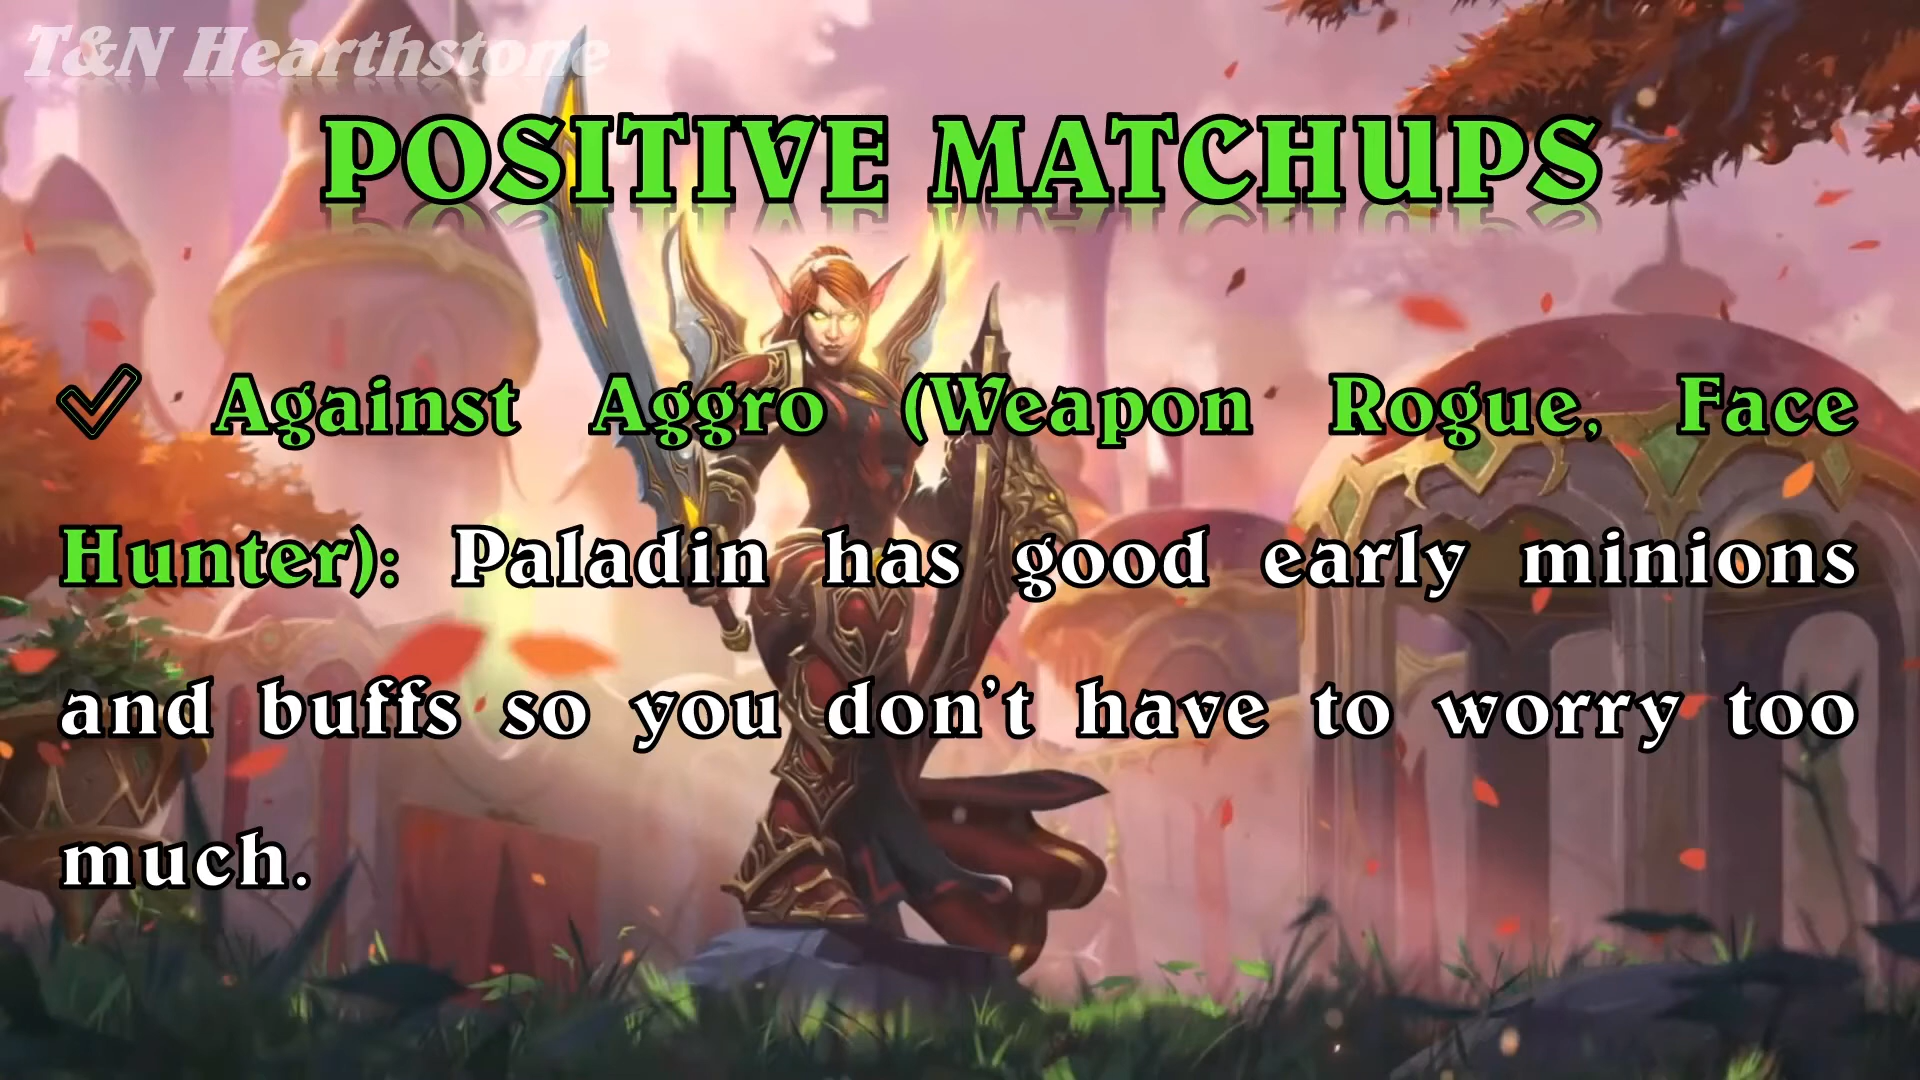 T&N Hearthstone
POSITIVE MATCHUPS
✓ Against Aggro (Weapon Rogue, Face
Hunter): Paladin has good early minions
and buffs so you don't have to worry too
much.